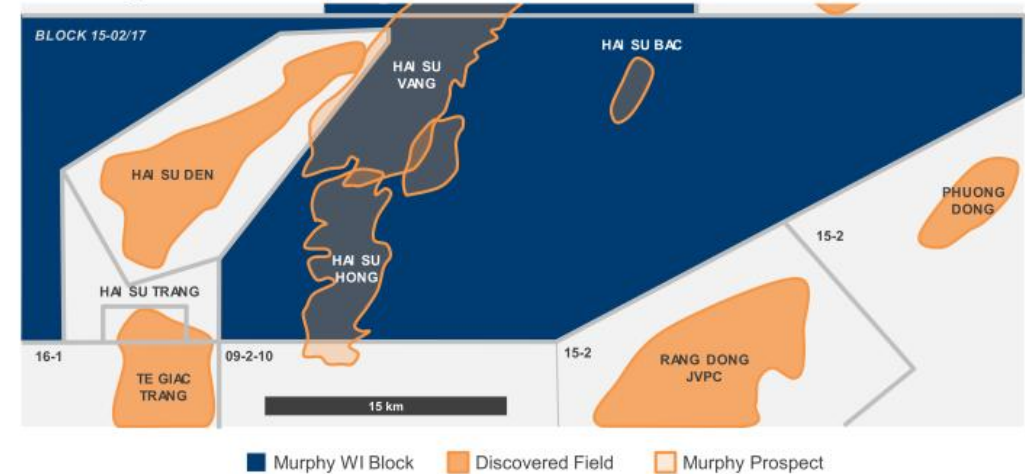 BLOCK 15-02/17
HAI SU
VANG
HAI SU BAC
HAI SU DEN
PHUONG
DONG
15-2
HAI SU
HONG
HAI SU TRANG
16-1
09-2-10
15-2
RANG DONG
JVPC
TE GIAC
TRANG
15 km
Murphy WI Block
Discovered Field
Murphy Prospect